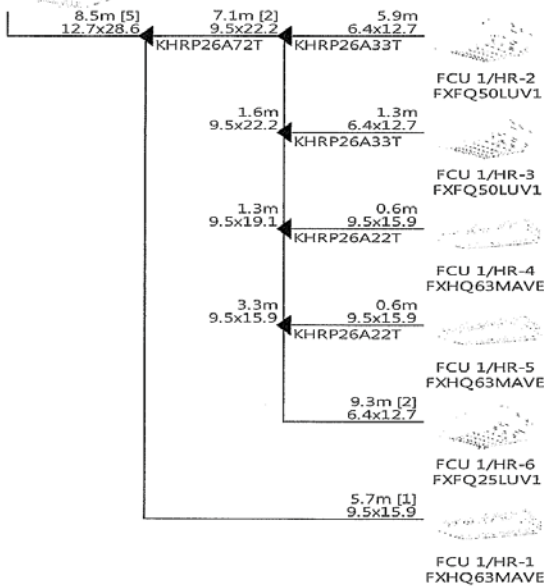 8.5m [5] 7.1m [2] 5.9m
12.7x28.6 9.5x22.2 6.4x12.7
KHRP26A72T KHRP26A33T
FCU 1/HR-2
FXFQ50LUV1
1.6m 1.3m
9.5x22.2 6.4x12.7
KHRP26A33T
FCU 1/HR-3
FXFQ50LUV1
1.3m 0.6m
9.5x19.1 9.5x15.9
KHRP26A22T
FCU 1/HR-4
FXHQ63MAVE
3.3m 0.6m
9.5x15.9 9.5x15.9
KHRP26A22T
FCU 1/HR-5
FXHQ63MAVE
9.3m [2]
6.4x12.7
FCU 1/HR-6
FXFQ25LUV1
5.7m [1]
9.5x15.9
FCU 1/HR-1
FXHQ63MAVE